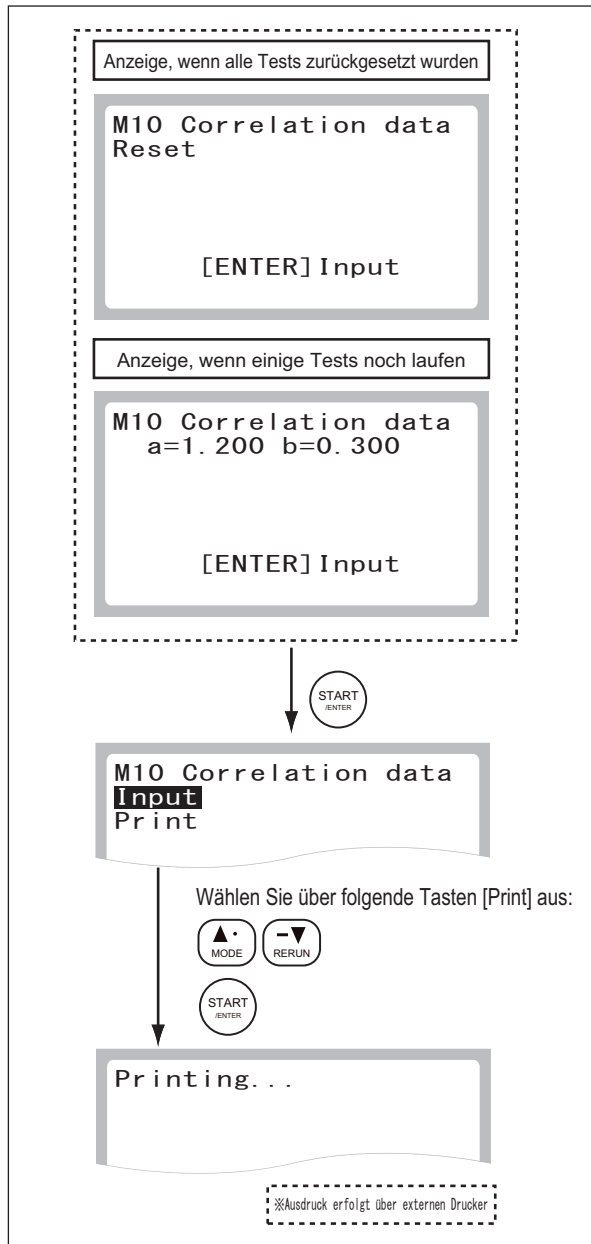 Anzeige, wenn alle Tests zurückgesetzt wurden
M10 Correlation data
Reset
[ENTER] Input
Anzeige, wenn einige Tests noch laufen
M10 Correlation data
a=1.200 b=0.300
[ENTER] Input
START
/ENTER
M10 Correlation data
Input
Print
Wählen Sie über folgende Tasten [Print] aus:
▲ · − ▼
MODE RERUN
START
/ENTER
Printing...
※Ausdruck erfolgt über externen Drucker